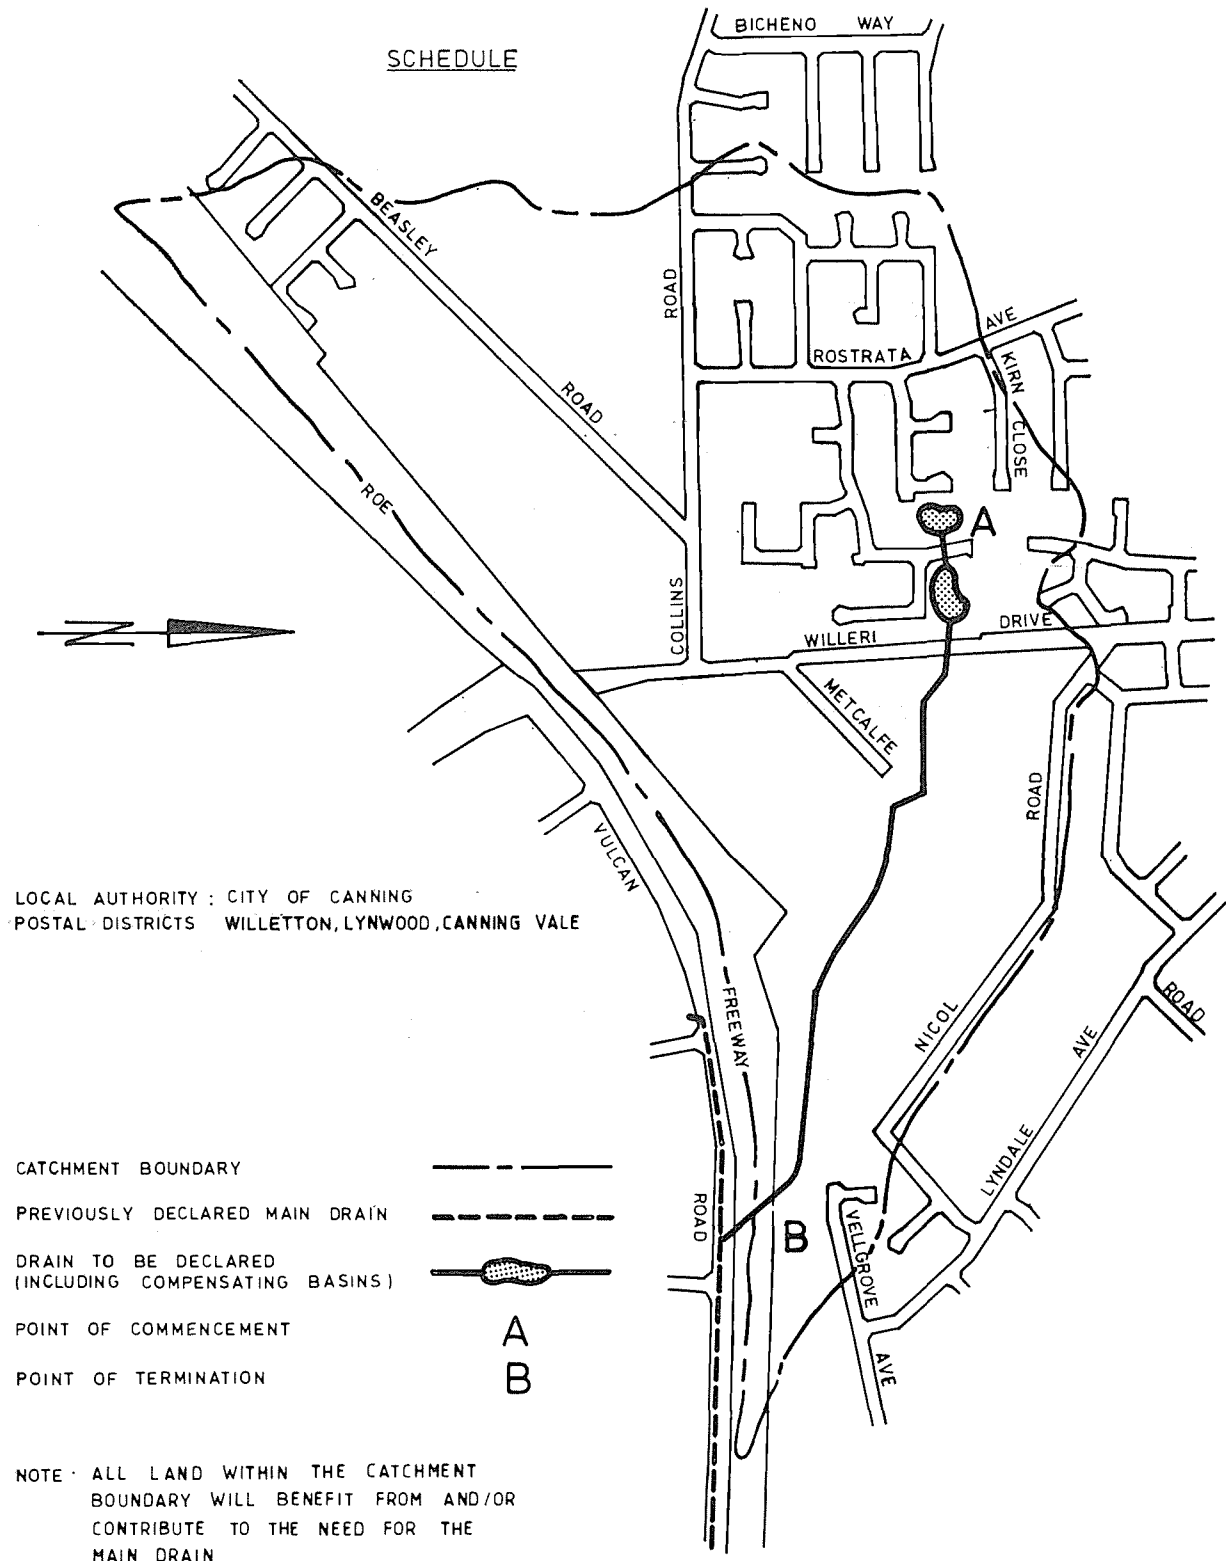 SCHEDULE
BICHENO WAY
BEASLEY
ROAD
ROAD
AVE
ROSTRATA
KIRN
CLOSE
ROE
A
COLLINS
DRIVE
WILLERI
METCALFE
N
ROAD
VULCAN
LOCAL AUTHORITY : CITY OF CANNING
POSTAL DISTRICTS WILLETTON, LYNWOOD, CANNING VALE
FREEWAY
NICOL
AVE
ROAD
LYNDALE
CATCHMENT BOUNDARY
PREVIOUSLY DECLARED MAIN DRAIN
ROAD
B
VELLGROVE
DRAIN TO BE DECLARED
(INCLUDING COMPENSATING BASINS)
POINT OF COMMENCEMENT A
POINT OF TERMINATION B
AVE
NOTE · ALL LAND WITHIN THE CATCHMENT
BOUNDARY WILL BENEFIT FROM AND/OR
CONTRIBUTE TO THE NEED FOR THE
MAIN DRAIN